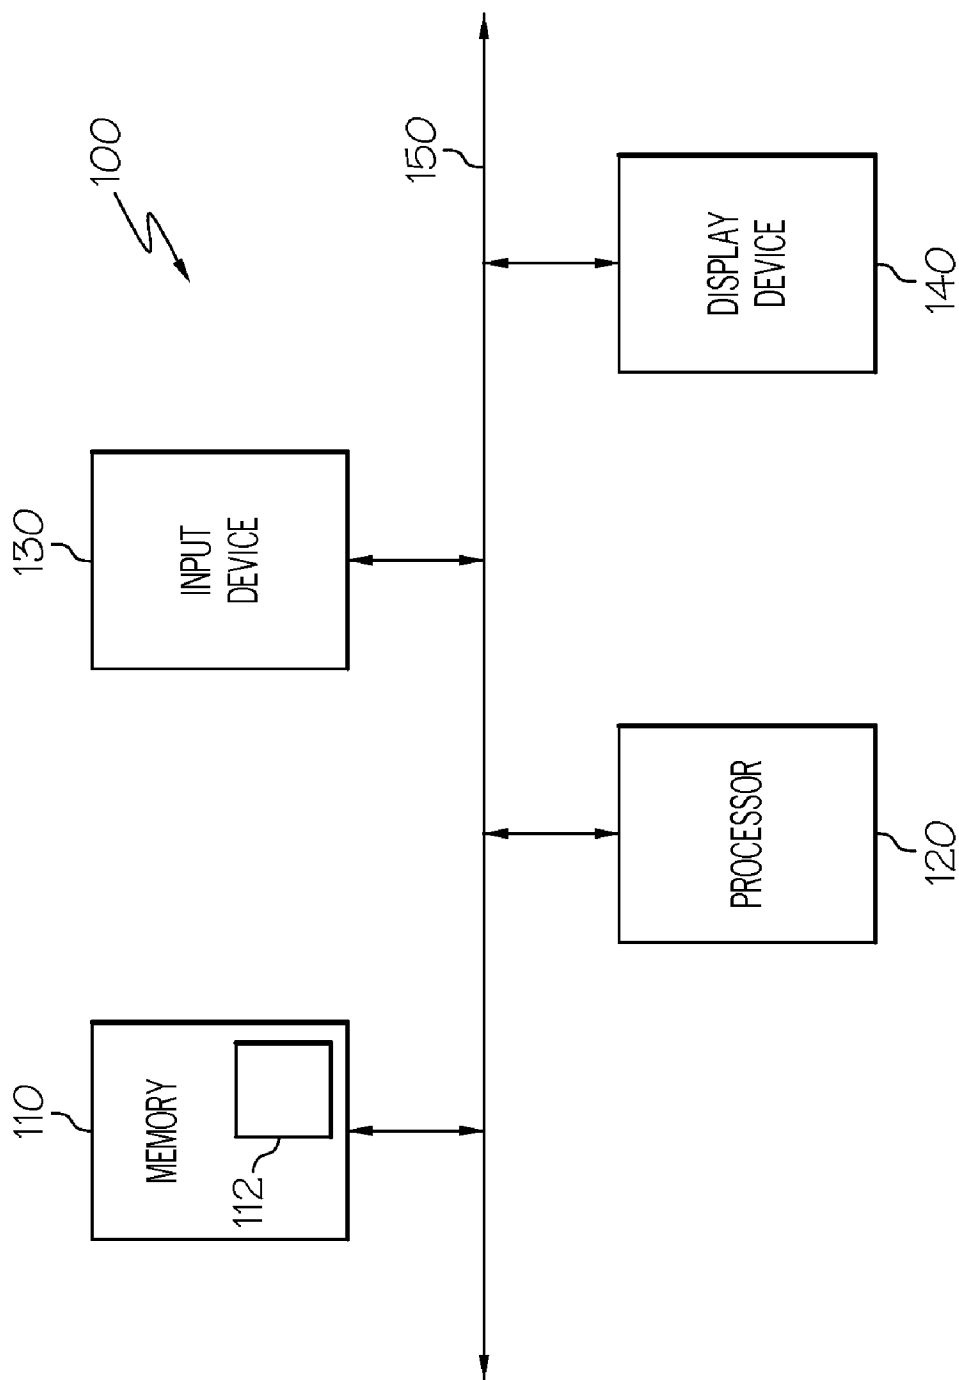 100
110
MEMORY
112
130
INPUT
DEVICE
150
PROCESSOR
120
DISPLAY
DEVICE
140